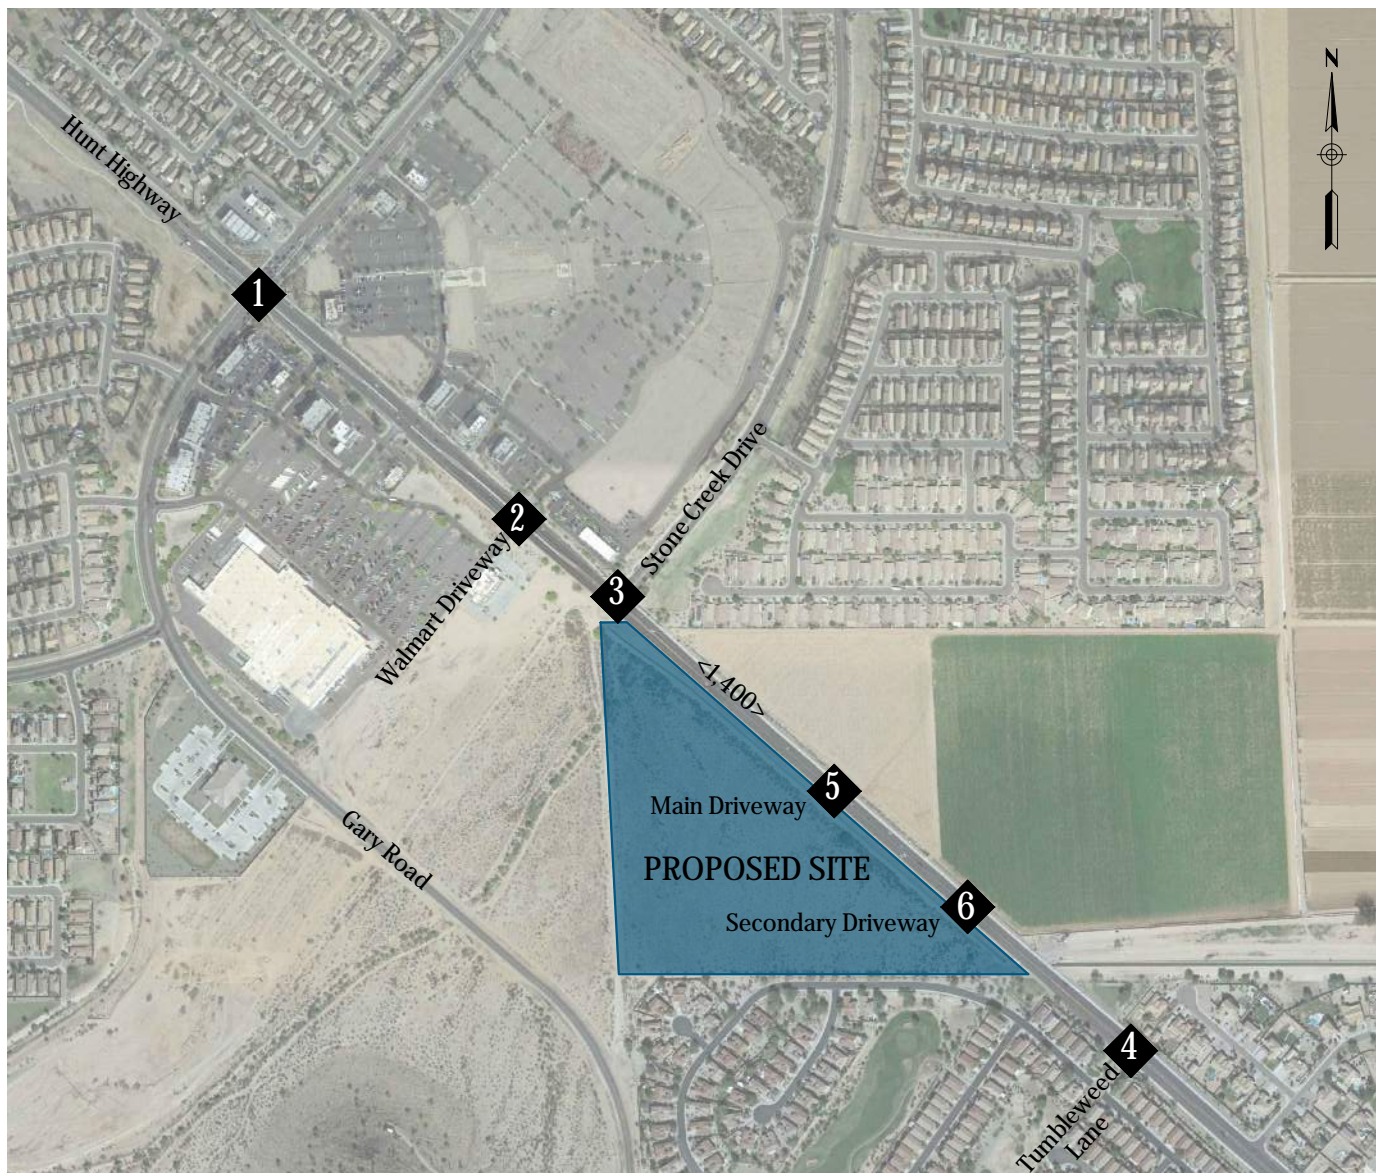 N
Hunt Highway
1
2
Walmart Driveway
Stone Creek Drive
3
<1,400>
5
Main Driveway
PROPOSED SITE
Gary Road
6
Secondary Driveway
4
Tumbleweed
Lane